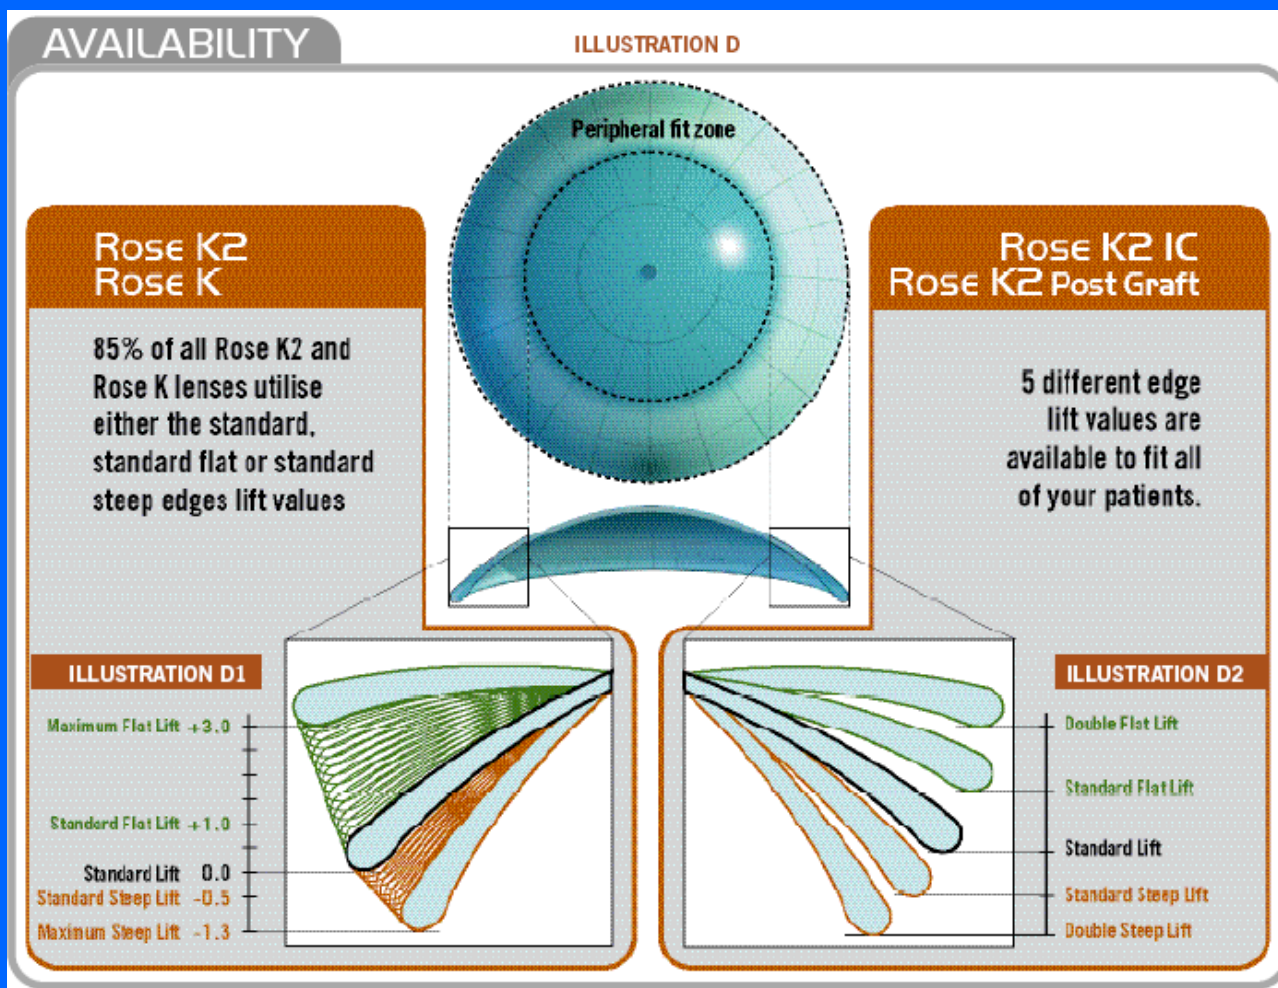 AVAILABILITY
ILLUSTRATION D
Peripheral fit zone
Rose K2
Rose K
85% of all Rose K2 and
Rose K lenses utilise
either the standard,
standard flat or standard
steep edges lift values
Rose K2 IC
Rose K2 Post Graft
5 different edge
lift values are
available to fit all
of your patients.
ILLUSTRATION D1
Maximum Flat Lift +3.0
Standard Flat Lift +1.0
Standard Lift 0.0
Standard Steep Lift -0.5
Maximum Steep Lift -1.3
ILLUSTRATION D2
Double Flat Lift
Standard Flat Lift
Standard Lift
Standard Steep Lift
Double Steep Lift